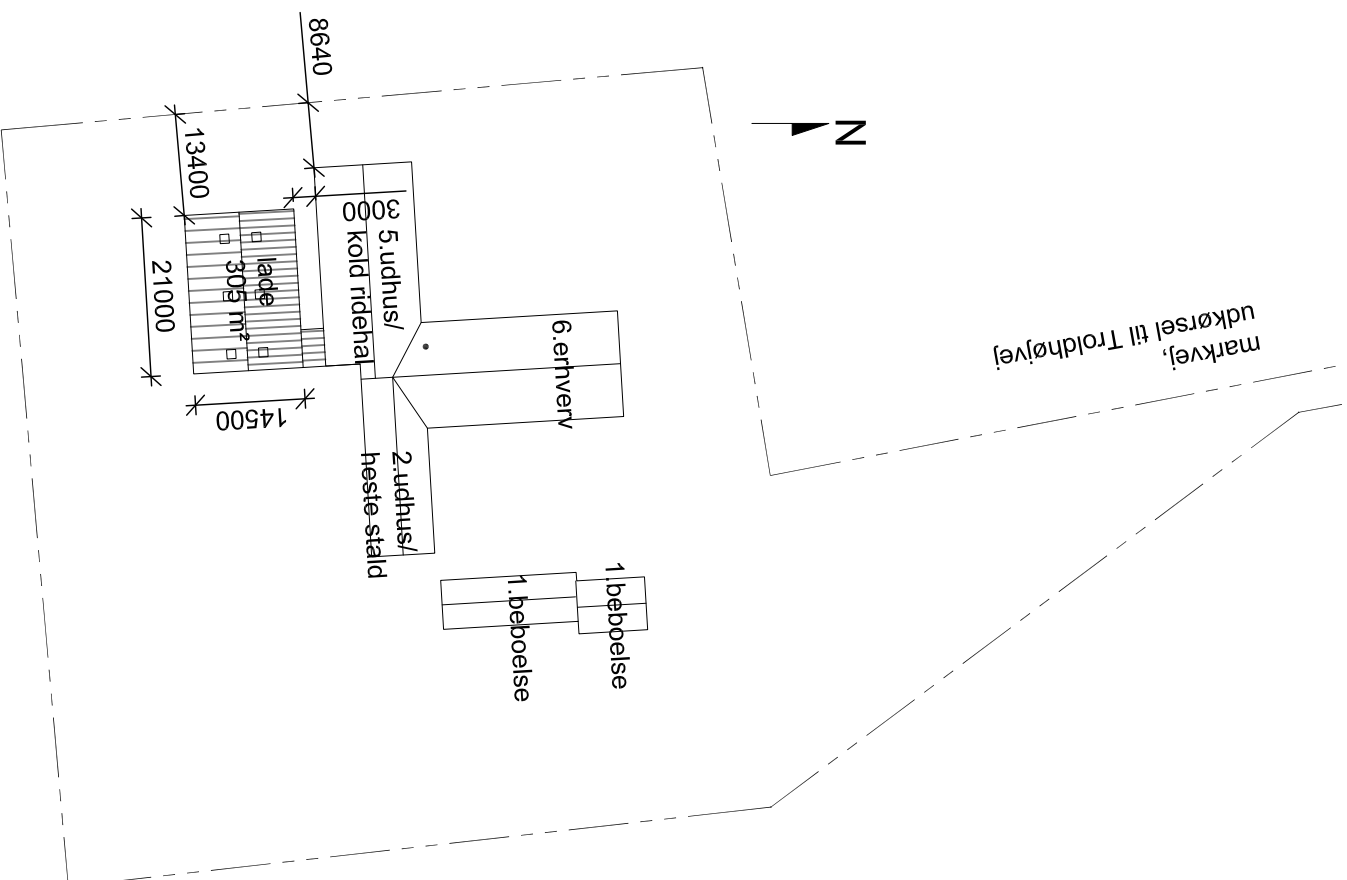 8640
N
13400
3000
5.udhus/
kold ridehal
21000
lade
305 m²
6.erhverv
markvej,
udkørsel til Troldhøjvej
14500
2.udhus/
heste stald
1.beboelse
1.beboelse